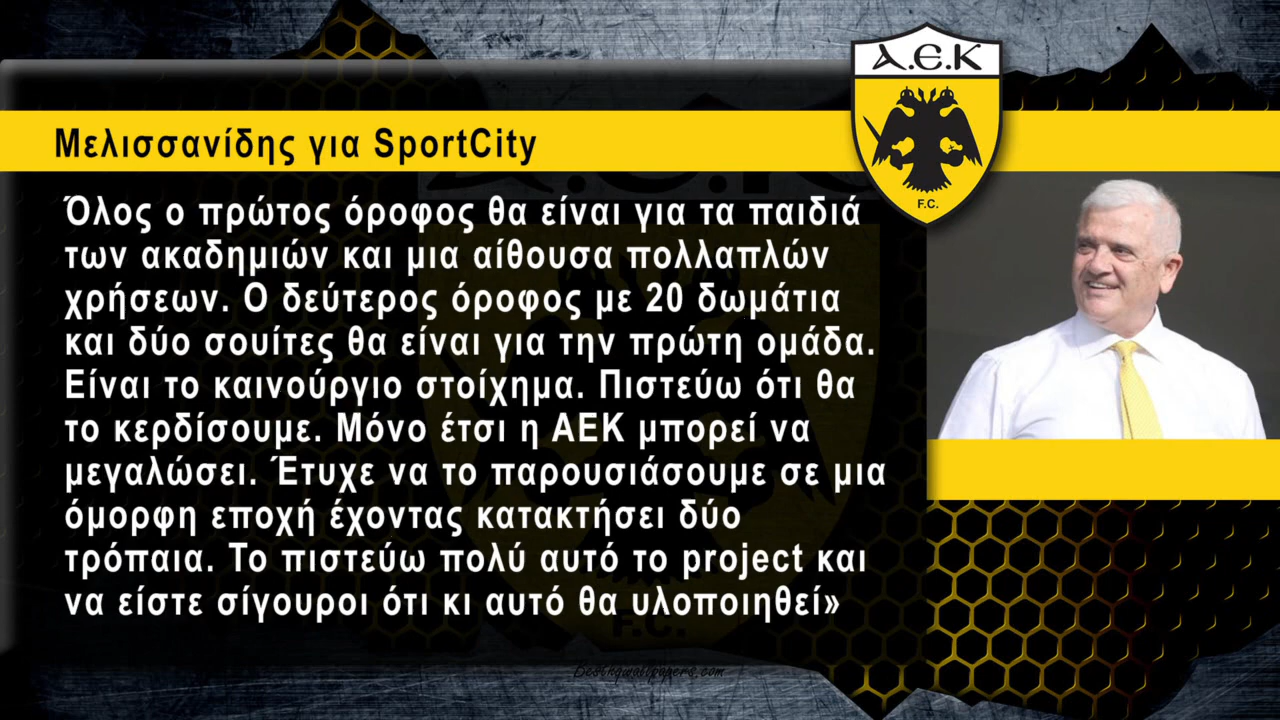 Α.Ε.Κ
F.C.
Μελισσανίδης για SportCity
Όλος ο πρώτος όροφος θα είναι για τα παιδιά
των ακαδημιών και μια αίθουσα πολλαπλών
χρήσεων. Ο δεύτερος όροφος με 20 δωμάτια
και δύο σουίτες θα είναι για την πρώτη ομάδα.
Είναι το καινούργιο στοίχημα. Πιστεύω ότι θα
το κερδίσουμε. Μόνο έτσι η ΑΕΚ μπορεί να
μεγαλώσει. Έτυχε να το παρουσιάσουμε σε μια
όμορφη εποχή έχοντας κατακτήσει δύο
τρόπαια. Το πιστεύω πολύ αυτό το project και
να είστε σίγουροι ότι κι αυτό θα υλοποιηθεί»
F.C.